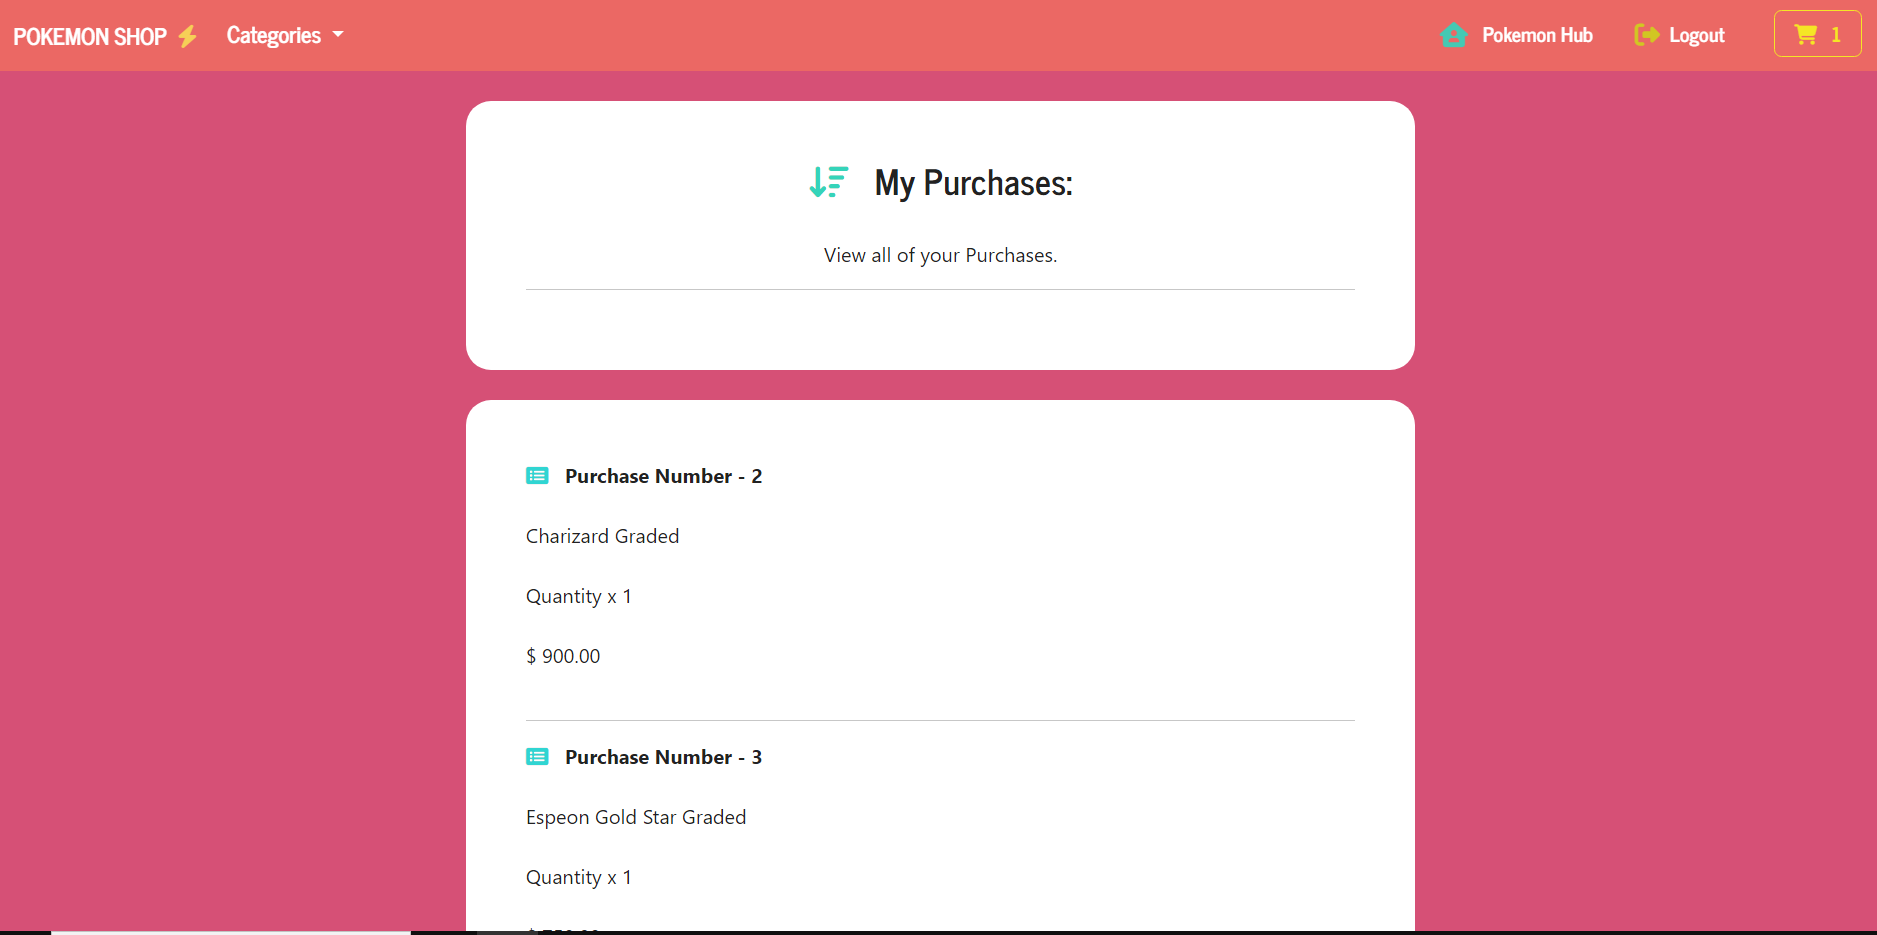 POKEMON SHOP
Categories
Pokemon Hub
Logout
1
My Purchases:
View all of your Purchases.
Purchase Number - 2
Charizard Graded
Quantity x 1
$ 900.00
Purchase Number - 3
Espeon Gold Star Graded
Quantity x 1